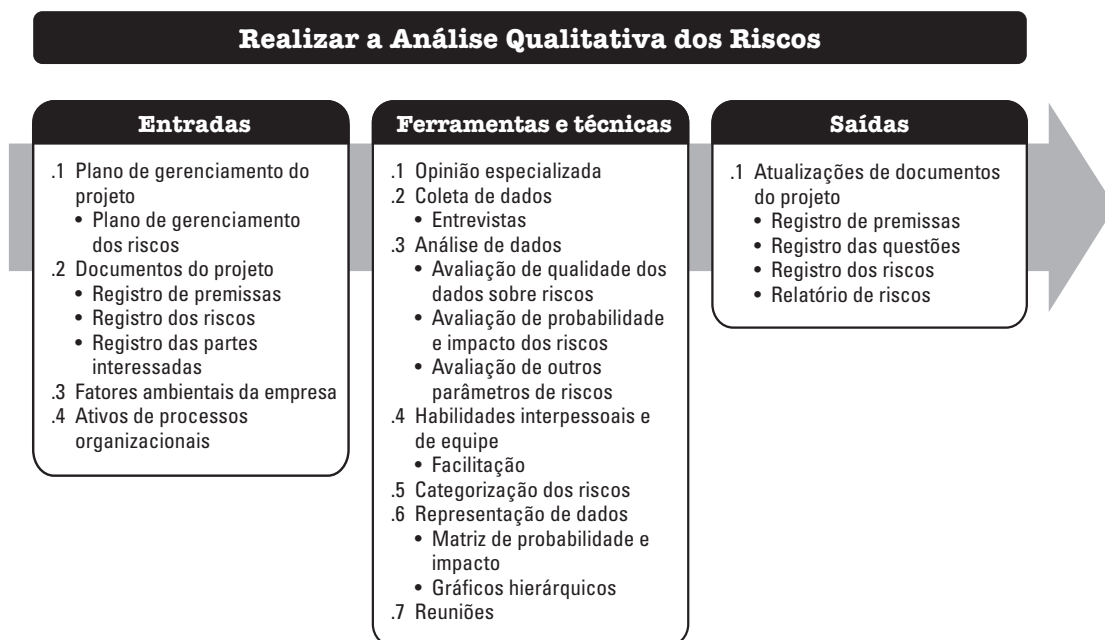 Realizar a Análise Qualitativa dos Riscos
Entradas
.1 Plano de gerenciamento do
projeto
• Plano de gerenciamento
dos riscos
.2 Documentos do projeto
• Registro de premissas
• Registro dos riscos
• Registro das partes
interessadas
.3 Fatores ambientais da empresa
.4 Ativos de processos
organizacionais
Ferramentas e técnicas
.1 Opinião especializada
.2 Coleta de dados
• Entrevistas
.3 Análise de dados
• Avaliação de qualidade dos
dados sobre riscos
• Avaliação de probabilidade
e impacto dos riscos
• Avaliação de outros
parâmetros de riscos
.4 Habilidades interpessoais e
de equipe
• Facilitação
.5 Categorização dos riscos
.6 Representação de dados
• Matriz de probabilidade e
impacto
• Gráficos hierárquicos
.7 Reuniões
Saídas
.1 Atualizações de documentos
do projeto
• Registro de premissas
• Registro das questões
• Registro dos riscos
• Relatório de riscos